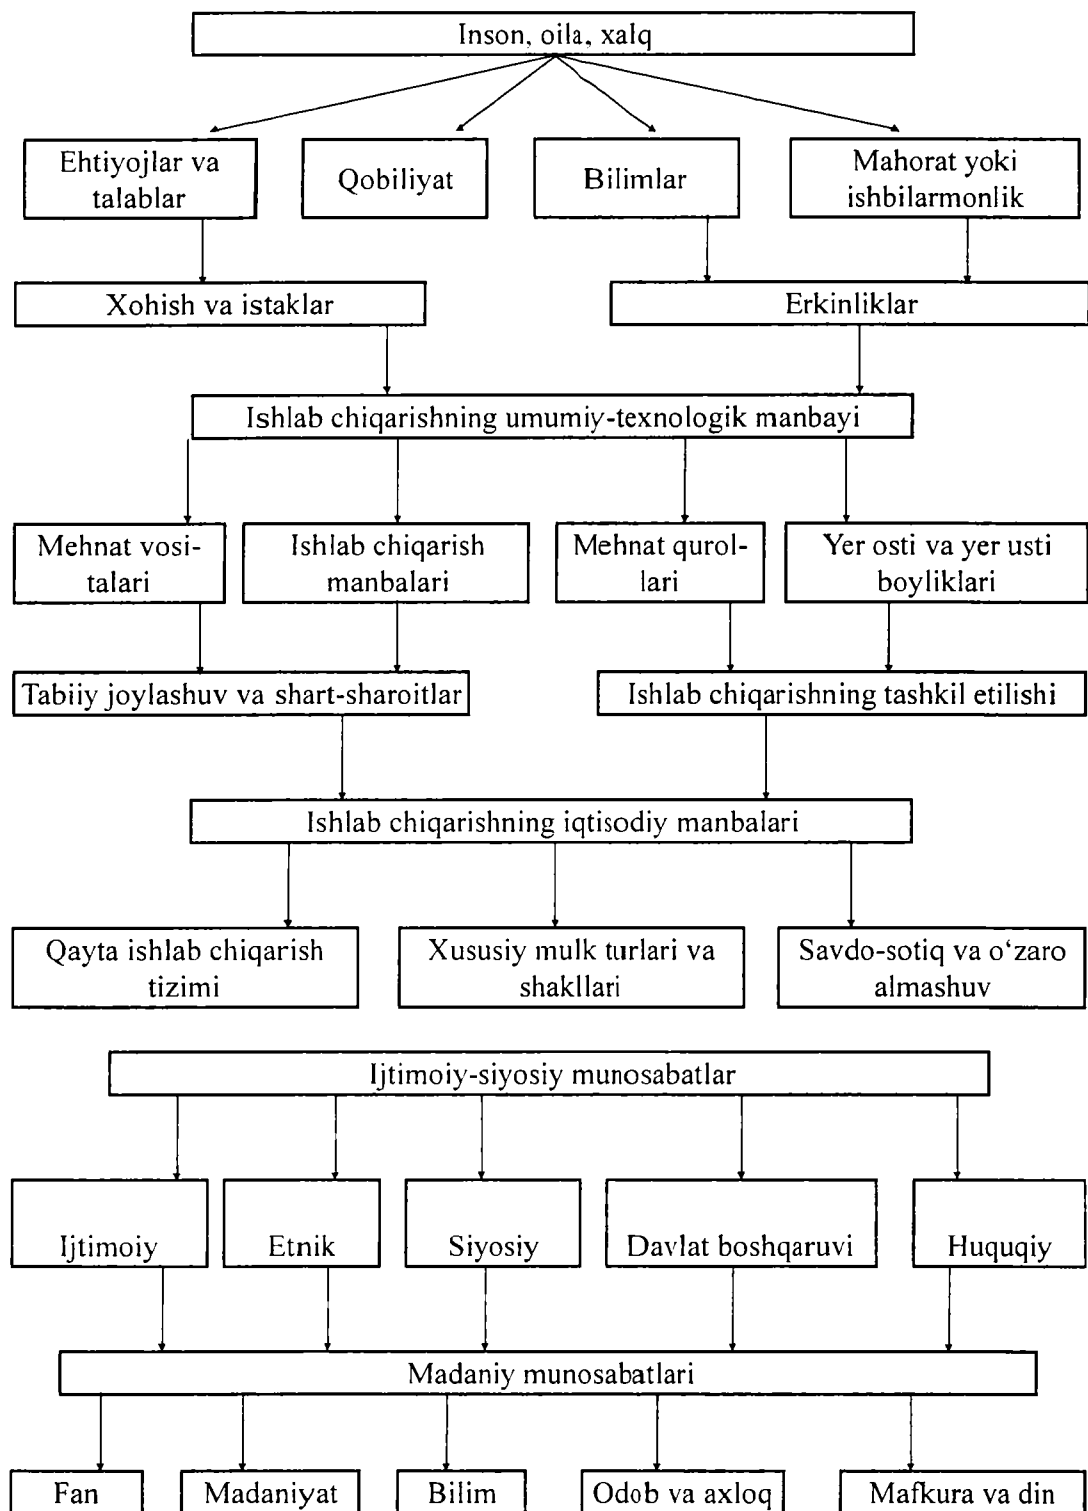 Inson, oila, xalq
Ehtiyojlar va
talablar
Qobiliyat
Bilimlar
Mahorat yoki
ishbilarmonlik
Xohish va istaklar
Erkinliklar
Ishlab chiqarishning umumiy-texnologik manbayi
Mehnat vosi-
talari
Ishlab chiqarish
manbalari
Mehnat qurol-
lari
Yer osti va yer usti
boyliklari
Tabiiy joylashuv va shart-sharoitlar
Ishlab chiqarishning tashkil etilishi
Ishlab chiqarishning iqtisodiy manbalari
Qayta ishlab chiqarish
tizimi
Xususiy mulk turlari va
shakllari
Savdo-sotiq va o‘zaro
almashuv
Ijtimoiy-siyosiy munosabatlar
Ijtimoiy
Etnik
Siyosiy
Davlat boshqaruvi
Huquqiy
Madaniy munosabatlari
Fan
Madaniyat
Bilim
Odob va axloq
Mafkura va din